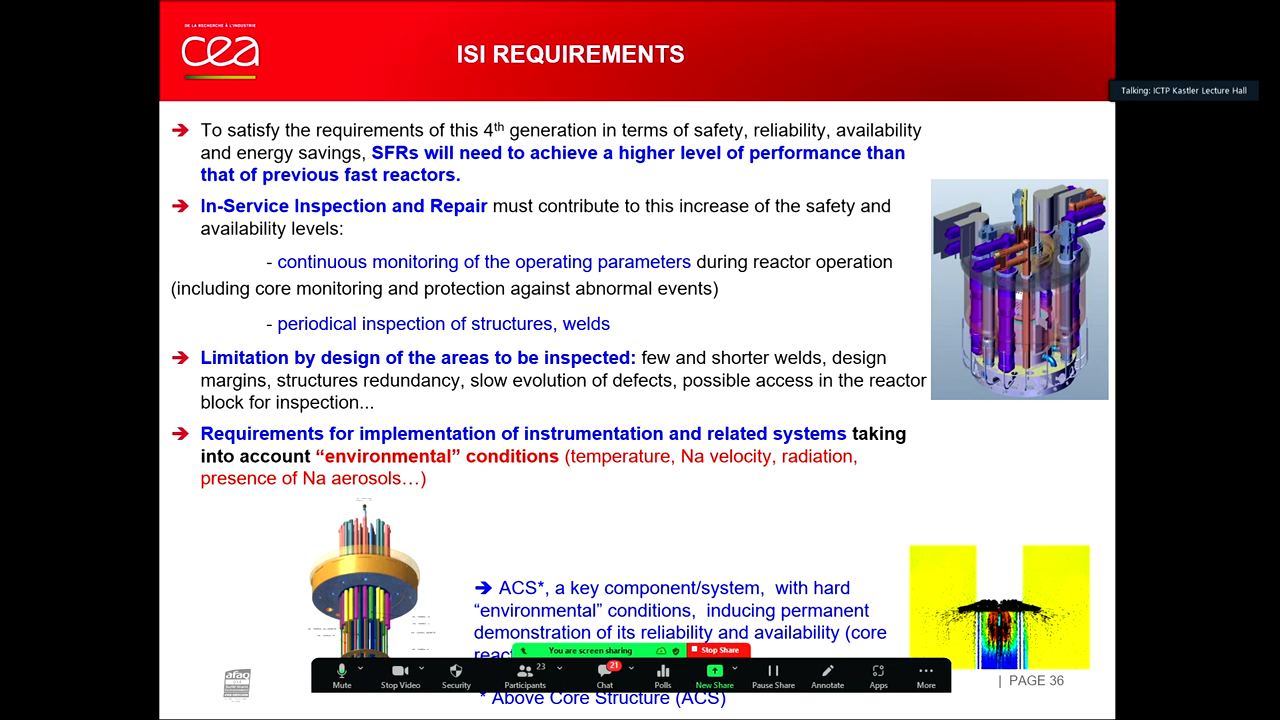 DE LA RECHERCHE À L'INDUSTRIE
cea
ISI REQUIREMENTS
Talking: ICTP Kastler Lecture Hall
➔ To satisfy the requirements of this 4th generation in terms of safety, reliability, availability
and energy savings, SFRs will need to achieve a higher level of performance than
that of previous fast reactors.
➔ In-Service Inspection and Repair must contribute to this increase of the safety and
availability levels:
- continuous monitoring of the operating parameters during reactor operation
(including core monitoring and protection against abnormal events)
- periodical inspection of structures, welds
➔ Limitation by design of the areas to be inspected: few and shorter welds, design
margins, structures redundancy, slow evolution of defects, possible access in the reactor
block for inspection...
➔ Requirements for implementation of instrumentation and related systems taking
into account “environmental” conditions (temperature, Na velocity, radiation,
presence of Na aerosols…)
➔ ACS*, a key component/system, with hard
“environmental” conditions, inducing permanent
demonstration of its reliability and availability (core
You are screen sharing
Stop Share
Mute
Stop Video
Security
Participants 23
Chat 21
Polls
New Share
Pause Share
Annotate
Apps
More
* Above Core Structure (ACS)
afaq
| PAGE 36